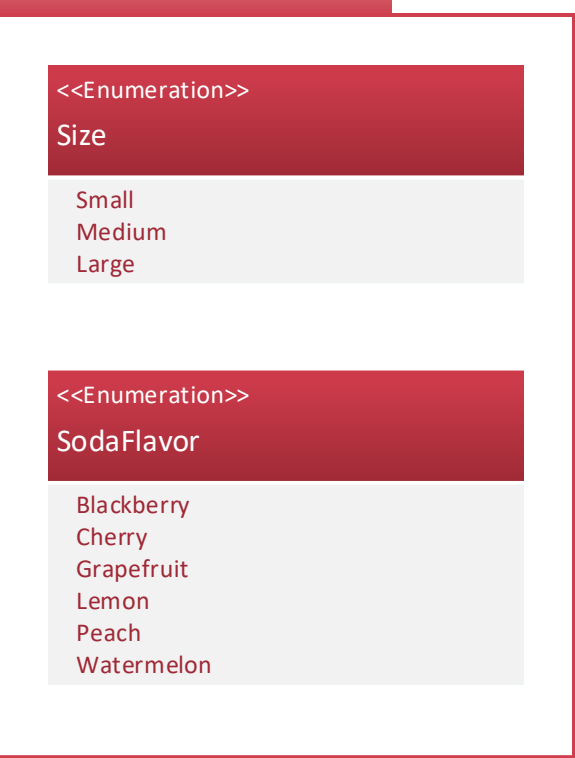 <<Enumeration>>
Size
Small
Medium
Large
<<Enumeration>>
SodaFlavor
Blackberry
Cherry
Grapefruit
Lemon
Peach
Watermelon